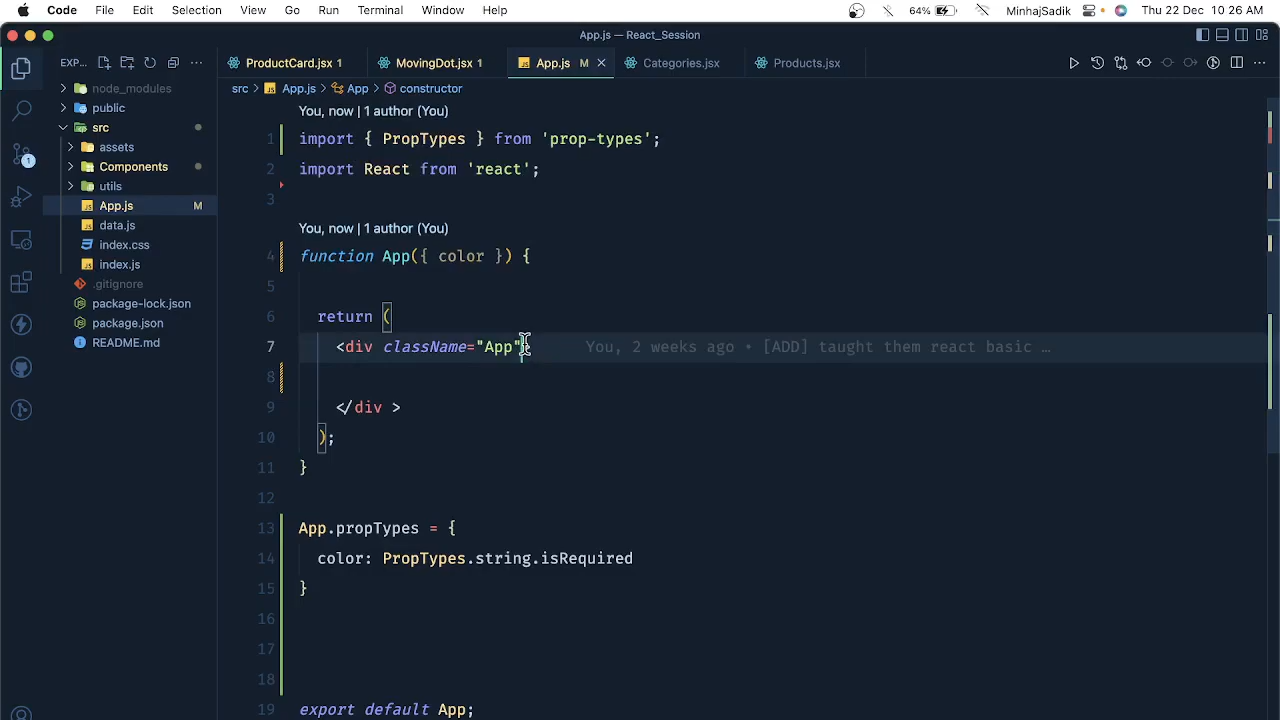 Code File Edit Selection View Go Run Terminal Window Help 64% MinhajSadik Thu 22 Dec 10:26 AM
App.js — React_Session
EXP... ProductCard.jsx 1 MovingDot.jsx 1 App.js M Categories.jsx Products.jsx
node_modules
public
src
assets
Components
utils
App.js M
data.js
index.css
index.js
.gitignore
package-lock.json
package.json
README.md
1
src > App.js > App > constructor
You, now | 1 author (You)
1 import { PropTypes } from 'prop-types';
2 import React from 'react';
3
You, now | 1 author (You)
4 function App({ color }) {
5
6 return (
7 <div className="App"> You, 2 weeks ago • [ADD] taught them react basic …
8
9 </div >
10 );
11 }
12
13 App.propTypes = {
14 color: PropTypes.string.isRequired
15 }
16
17
18
19 export default App;